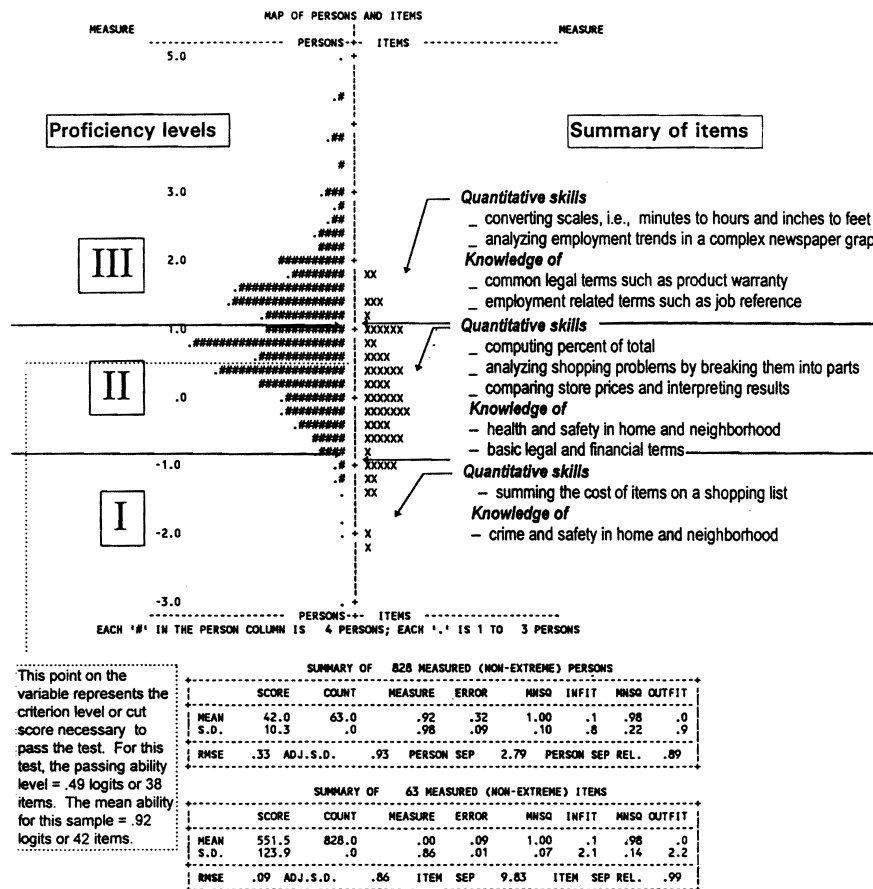 MAP OF PERSONS AND ITEMS
MEASURE MEASURE
PERSONS-+- ITEMS
5.0 . +
.#
+
Proficiency levels .## Summary of items
#
3.0 .### +
.#
.##
.####
####
2.0 ########## +
.######## xx
.################
.################# xxx
.############ x
1.0 ############ + xxxxxx
.####################### xx
.############# xxxx
.################### xxxxxx
############# xxxx
.0 .######### + xxxxxx
.######### xxxxxxx
.####### xxxx
##### xxxxxx
.#### x
-1.0 .# + xxxxx
.# xx
. xx
.
-2.0 . + x
x
-3.0 . +
III
II
I
Quantitative skills
_ converting scales, i.e., minutes to hours and inches to feet
_ analyzing employment trends in a complex newspaper grap
Knowledge of
_ common legal terms such as product warranty
_ employment related terms such as job reference
Quantitative skills
_ computing percent of total
_ analyzing shopping problems by breaking them into parts
_ comparing store prices and interpreting results
Knowledge of
– health and safety in home and neighborhood
– basic legal and financial terms
Quantitative skills
– summing the cost of items on a shopping list
Knowledge of
– crime and safety in home and neighborhood
PERSONS-+- ITEMS
EACH '#' IN THE PERSON COLUMN IS 4 PERSONS; EACH '.' IS 1 TO 3 PERSONS
This point on the
variable represents the
criterion level or cut
score necessary to
pass the test. For this
test, the passing ability
level = .49 logits or 38
items. The mean ability
for this sample = .92
logits or 42 items.
SUMMARY OF 828 MEASURED (NON-EXTREME) PERSONS
SCORE COUNT MEASURE ERROR MNSQ INFIT MNSQ OUTFIT
MEAN 42.0 63.0 .92 .32 1.00 .1 .98 .0
S.D. 10.3 .0 .98 .09 .10 .8 .22 .9
RMSE .33 ADJ.S.D. .93 PERSON SEP 2.79 PERSON SEP REL. .89
SUMMARY OF 63 MEASURED (NON-EXTREME) ITEMS
SCORE COUNT MEASURE ERROR MNSQ INFIT MNSQ OUTFIT
MEAN 551.5 828.0 .00 .09 1.00 .1 .98 .0
S.D. 123.9 .0 .86 .01 .07 2.1 .14 2.2
RMSE .09 ADJ.S.D. .86 ITEM SEP 9.83 ITEM SEP REL. .99